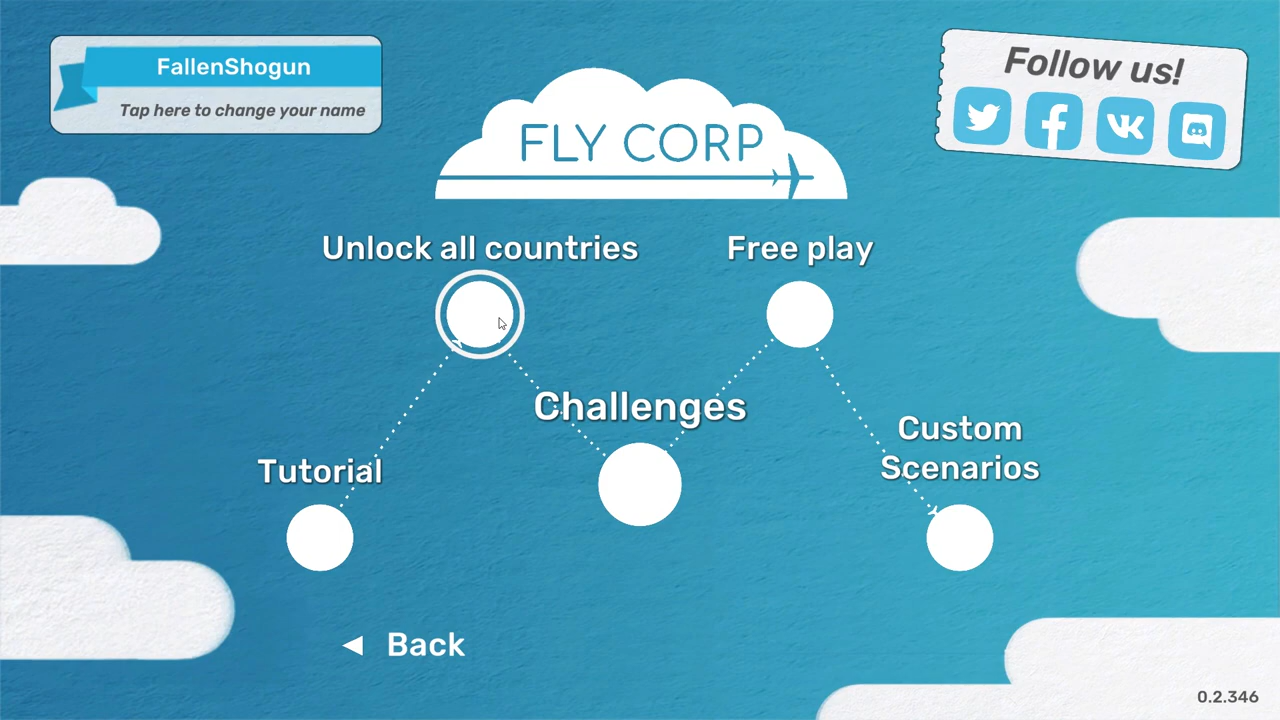 FallenShogun
Tap here to change your name
Follow us!
FLY CORP
Unlock all countries
Free play
Challenges
Custom
Scenarios
Tutorial
Back
0.2.346